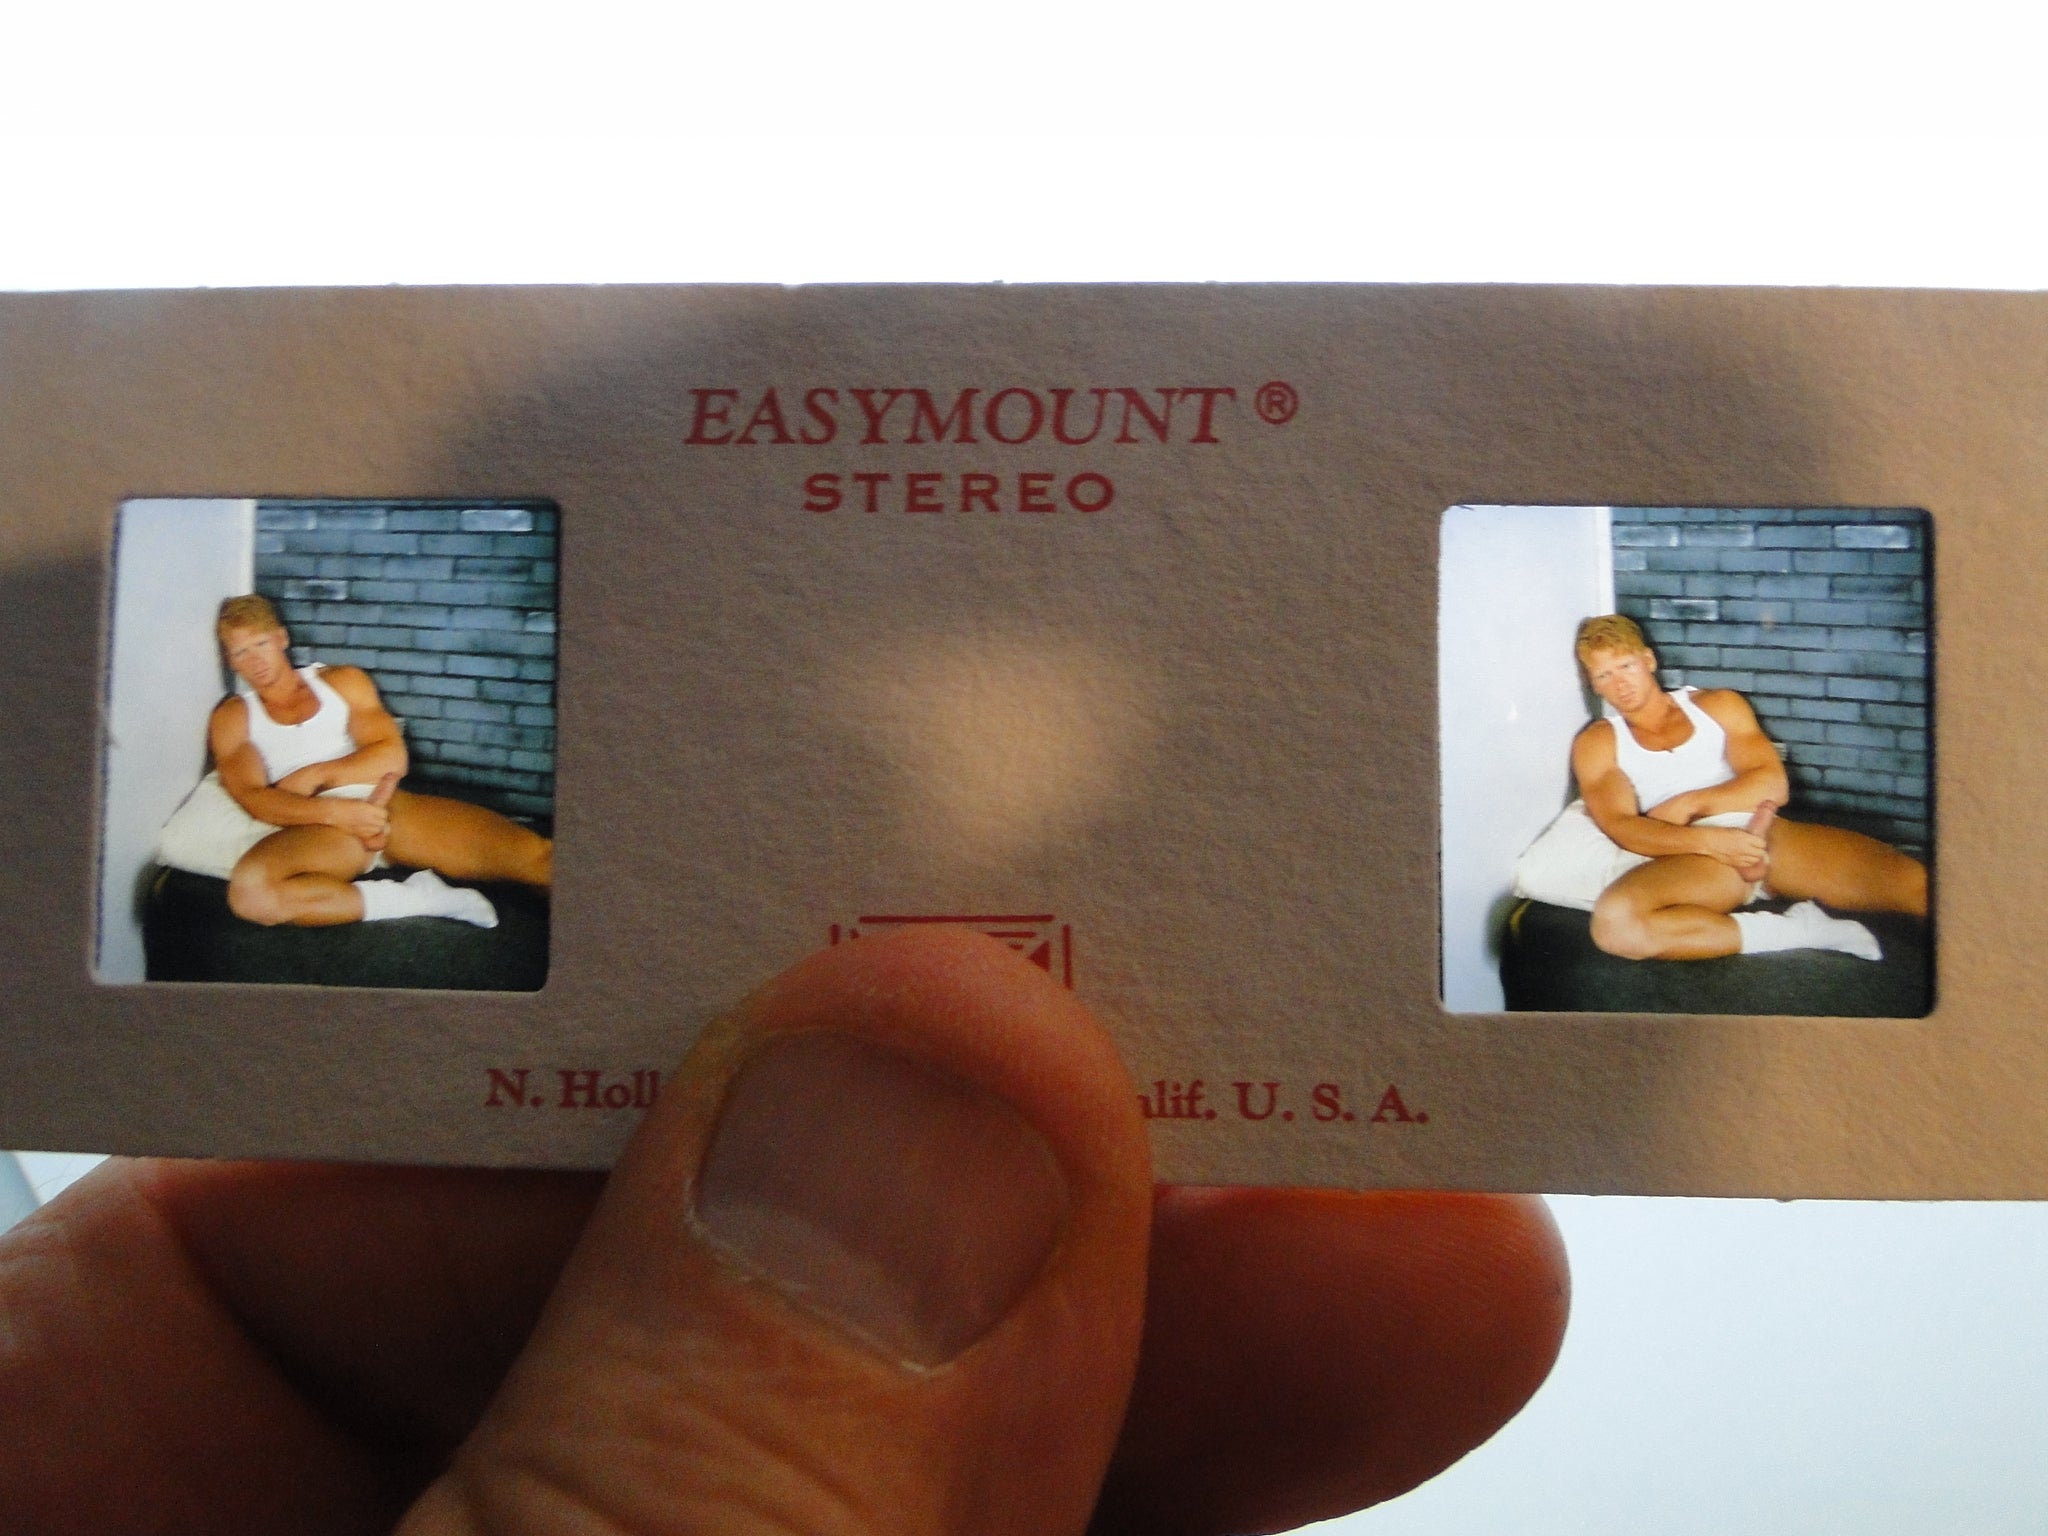 EASYMOUNT ®
STEREO
N. Holl alif. U. S. A.